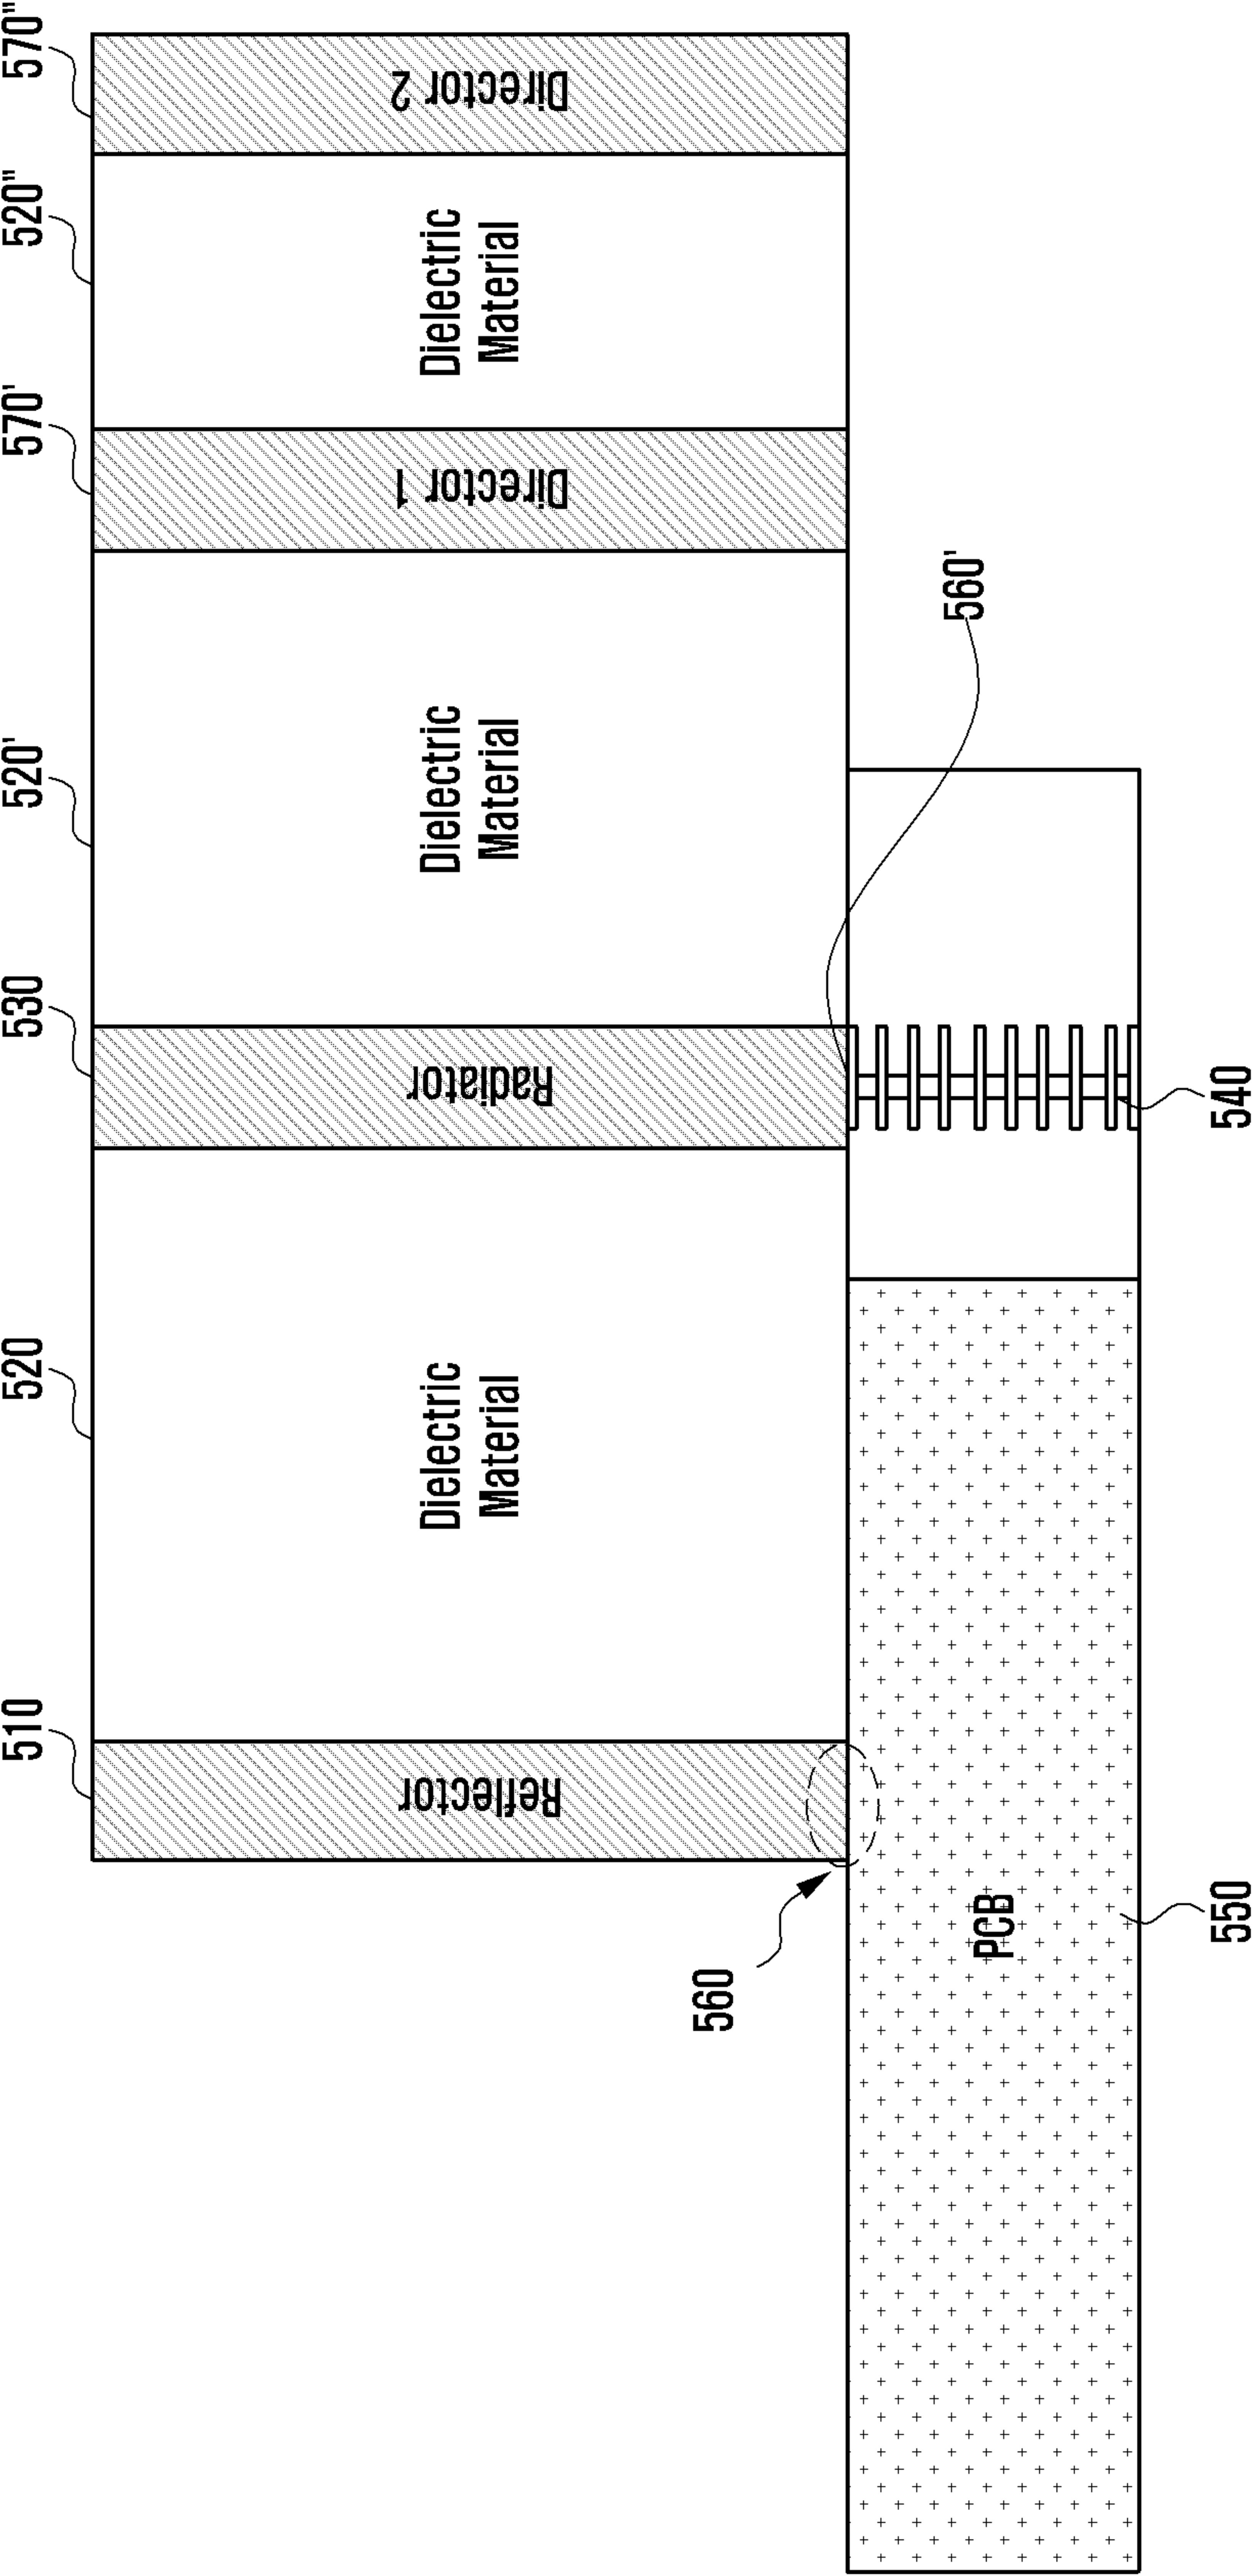 510
520
530
520'
570'
520"
570"
Reflector
Dielectric
Material
Radiator
Dielectric
Material
Director 1
Dielectric
Material
Director 2
560
560'
PCB
550
540